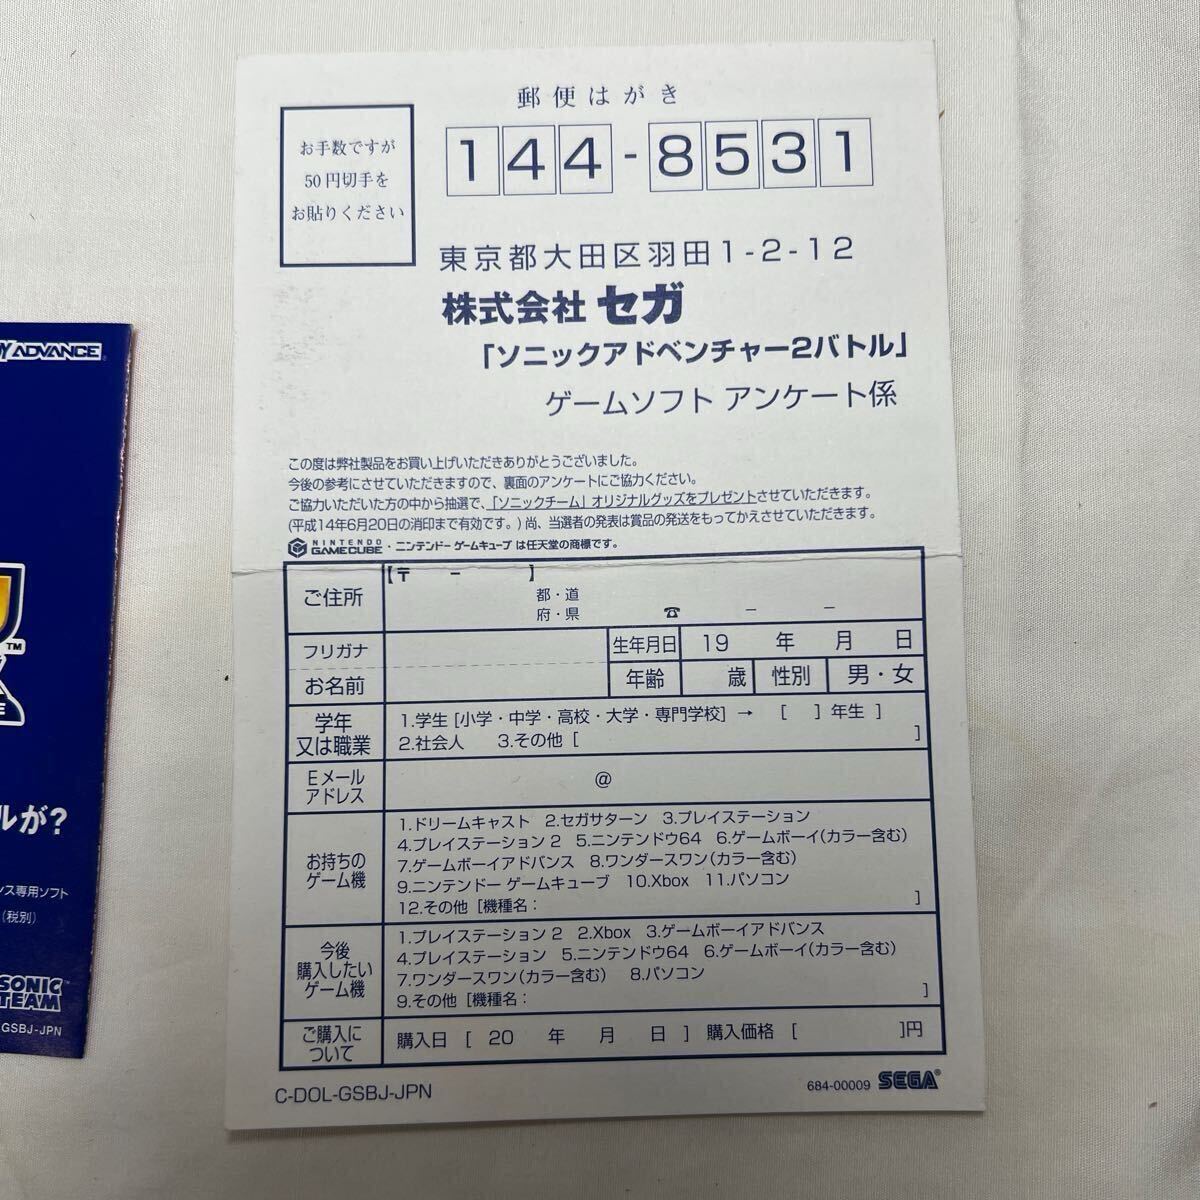 郵便はがき
お手数ですが
50円切手を
お貼りください
144-8531
東京都大田区羽田1-2-12
株式会社 セガ
「ソニックアドベンチャー2バトル」
ゲームソフト アンケート係
この度は弊社製品をお買い上げいただきありがとうございました。
今後の参考にさせていただきますので、裏面のアンケートにご協力ください。
ご協力いただいた方の中から抽選で、「ソニックチーム」オリジナルグッズをプレゼントさせていただきます。
(平成14年6月20日の消印まで有効です。) 尚、当選者の発表は賞品の発送をもってかえさせていただきます。
NINTENDO GAMECUBE・ニンテンドー ゲームキューブ は任天堂の商標です。
ご住所
【〒 − 】
都・道
府・県 ☎ − −
フリガナ
お名前
生年月日 19 年 月 日
年齢 歳 性別 男・女
学年
又は職業
1.学生 [小学・中学・高校・大学・専門学校] → [ ] 年生 ]
2.社会人 3.その他 [ ]
Eメール
アドレス
@
お持ちの
ゲーム機
1.ドリームキャスト 2.セガサターン 3.プレイステーション
4.プレイステーション 2 5.ニンテンドウ64 6.ゲームボーイ(カラー含む)
7.ゲームボーイアドバンス 8.ワンダースワン(カラー含む)
9.ニンテンドー ゲームキューブ 10.Xbox 11.パソコン
12.その他 [機種名: ]
今後
購入したい
ゲーム機
1.プレイステーション 2 2.Xbox 3.ゲームボーイアドバンス
4.プレイステーション 5.ニンテンドウ64 6.ゲームボーイ(カラー含む)
7.ワンダースワン(カラー含む) 8.パソコン
9.その他 [機種名: ]
ご購入に
ついて
購入日 [ 20 年 月 日 ] 購入価格 [ ]円
C-DOL-GSBJ-JPN
684-00009 SEGA®
Y ADVANCE
TM
ルが?
ンス専用ソフト
(税別)
SONIC
TEAM
GSBJ-JPN